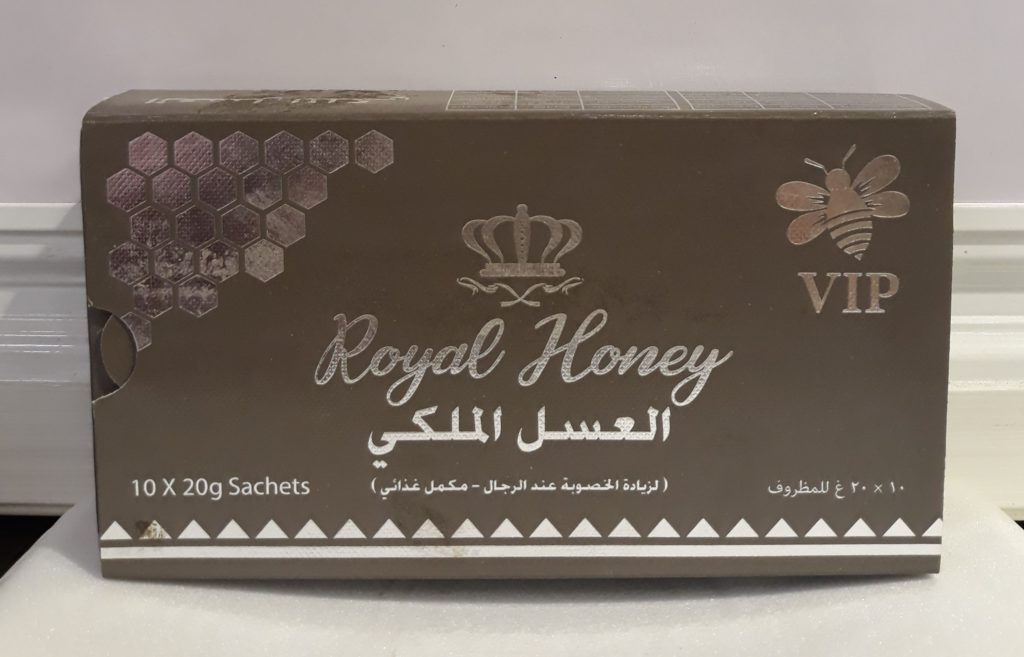 VIP
Royal Honey
العسل الملكي
10 X 20g Sachets
( لزيادة الخصوبة عند الرجال - مكمل غذائي )
١٠ × ٢٠ غ للمظروف